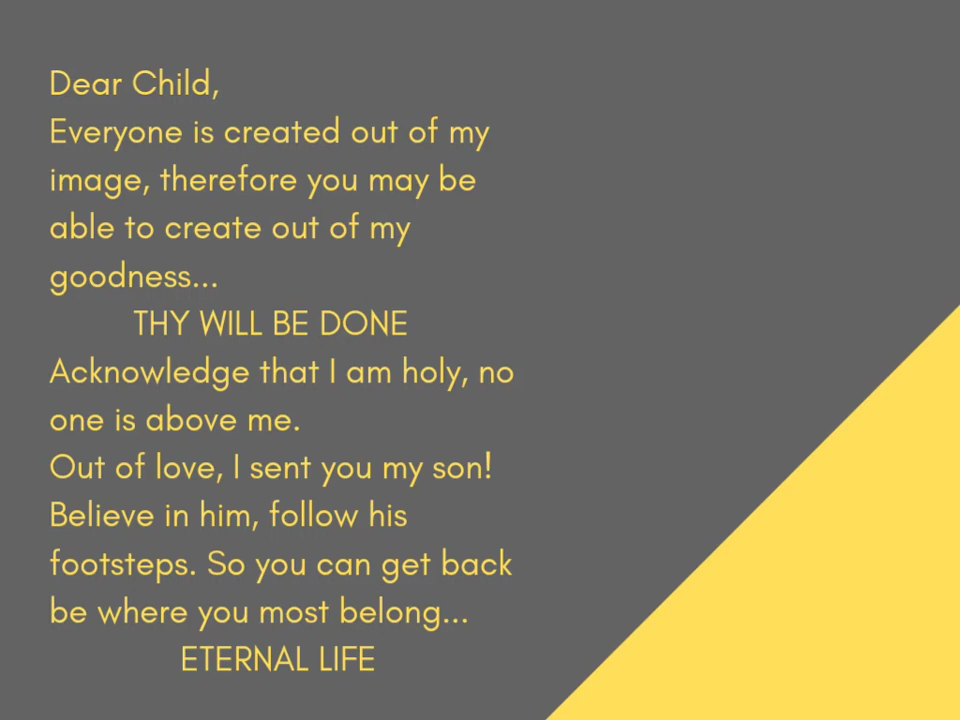 Dear Child,
Everyone is created out of my
image, therefore you may be
able to create out of my
goodness...
THY WILL BE DONE
Acknowledge that I am holy, no
one is above me.
Out of love, I sent you my son!
Believe in him, follow his
footsteps. So you can get back
be where you most belong...
ETERNAL LIFE